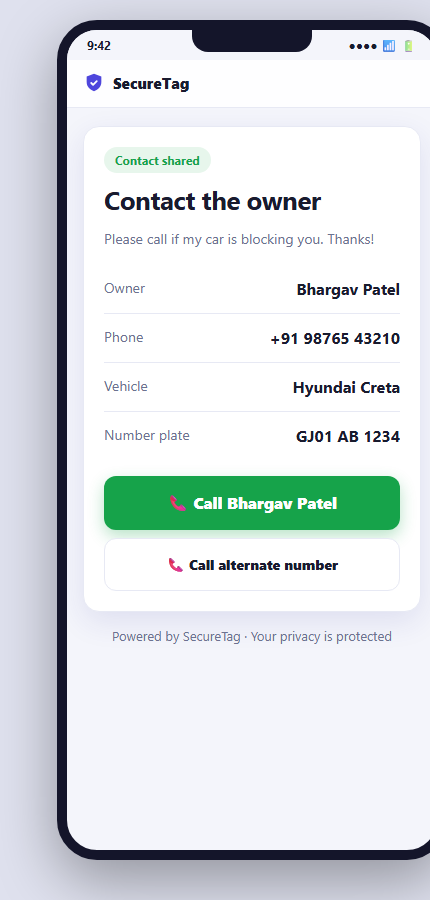 9:42
SecureTag
Contact shared
Contact the owner
Please call if my car is blocking you. Thanks!
Owner Bhargav Patel
Phone +91 98765 43210
Vehicle Hyundai Creta
Number plate GJ01 AB 1234
📞 Call Bhargav Patel
📞 Call alternate number
Powered by SecureTag · Your privacy is protected